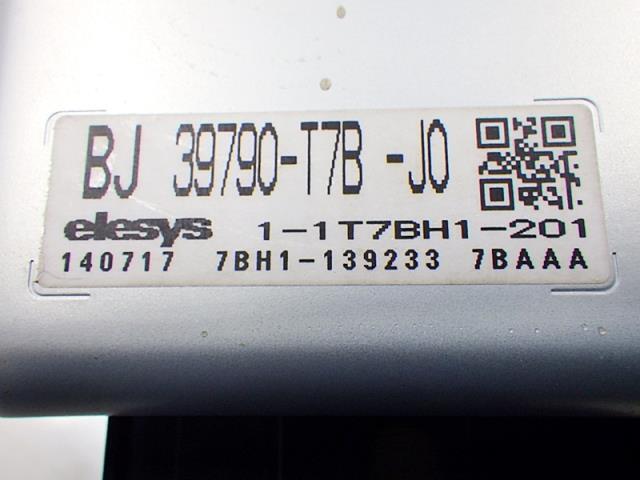 BJ 39790-T7B -J0
elesys 1-1T7BH1-201
140717 7BH1-139233 7BAAA